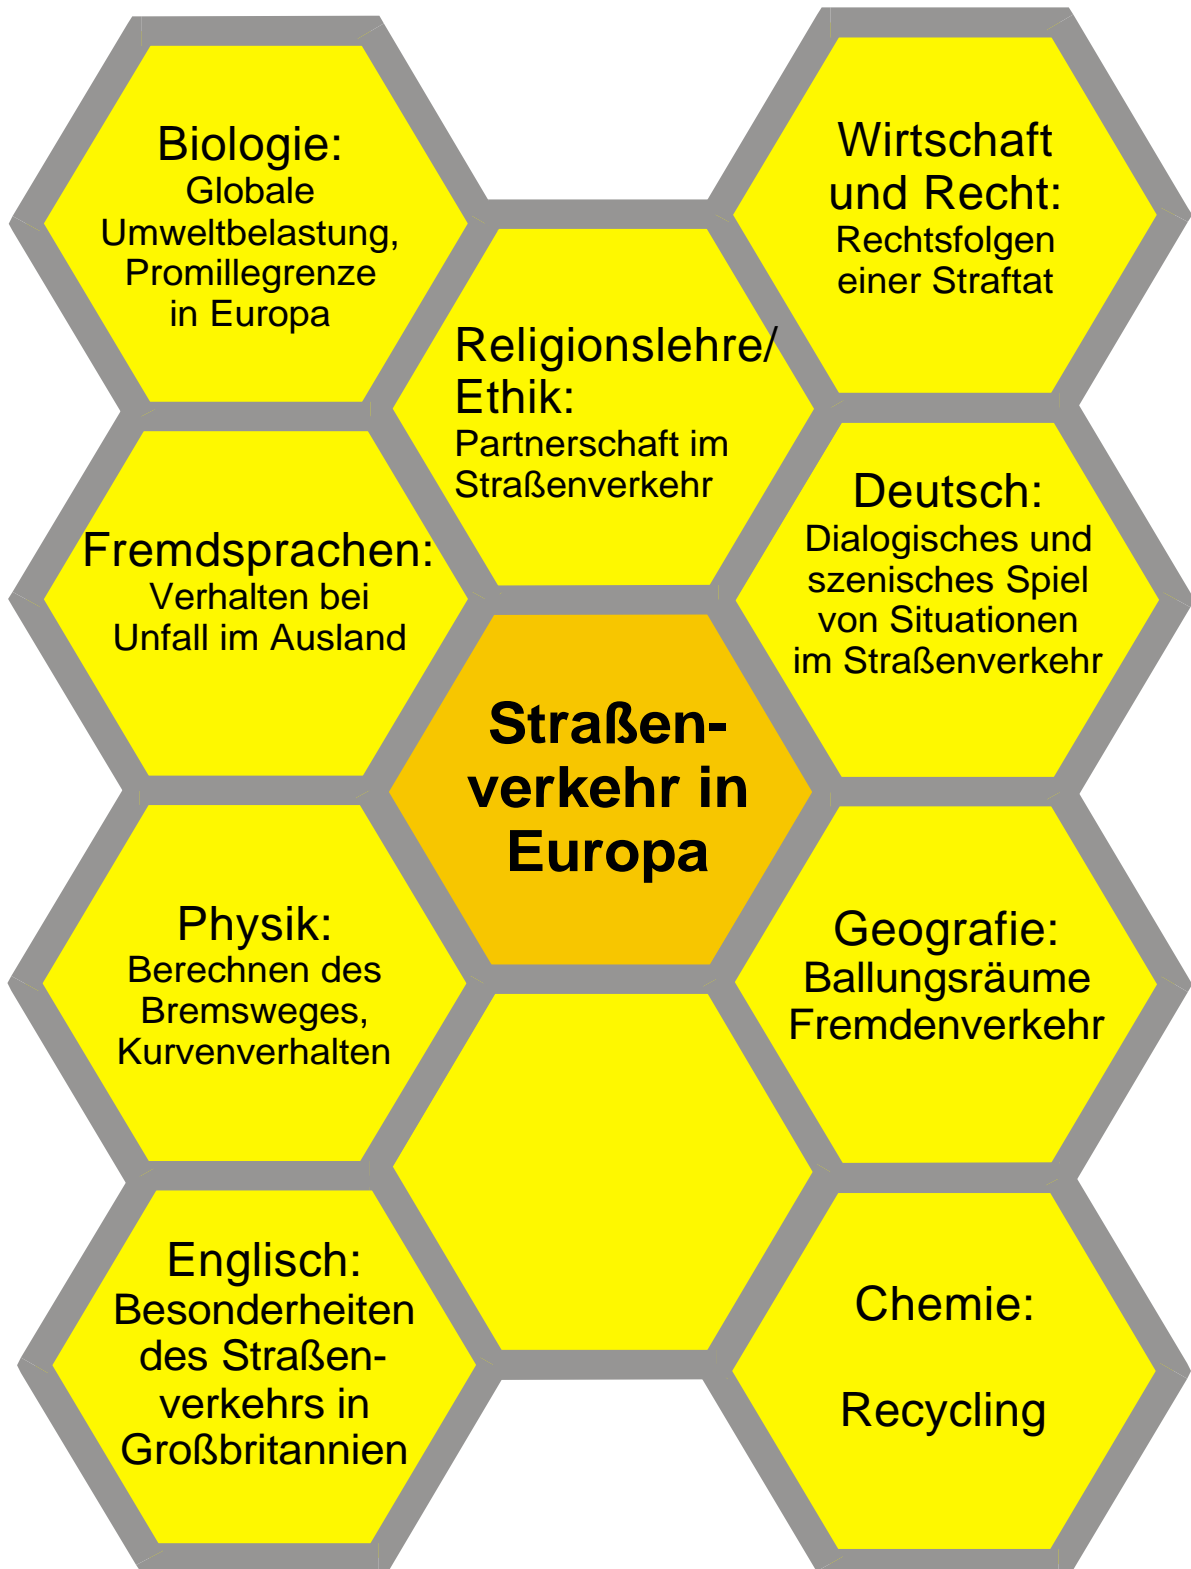 Biologie:
Globale
Umweltbelastung,
Promillegrenze
in Europa
Wirtschaft
und Recht:
Rechtsfolgen
einer Straftat
Religionslehre/
Ethik:
Partnerschaft im
Straßenverkehr
Fremdsprachen:
Verhalten bei
Unfall im Ausland
Deutsch:
Dialogisches und
szenisches Spiel
von Situationen
im Straßenverkehr
Straßen-
verkehr in
Europa
Physik:
Berechnen des
Bremsweges,
Kurvenverhalten
Geografie:
Ballungsräume
Fremdenverkehr
Englisch:
Besonderheiten
des Straßen-
verkehrs in
Großbritannien
Chemie:
Recycling